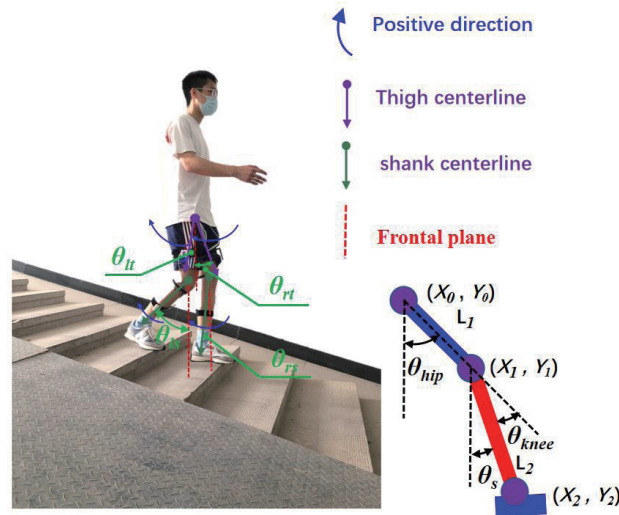 Positive direction
Thigh centerline
shank centerline
Frontal plane
θlt
θrt
θls
θrs
(X0, Y0)
L1
θhip
(X1, Y1)
θknee
L2
θs
(X2, Y2)